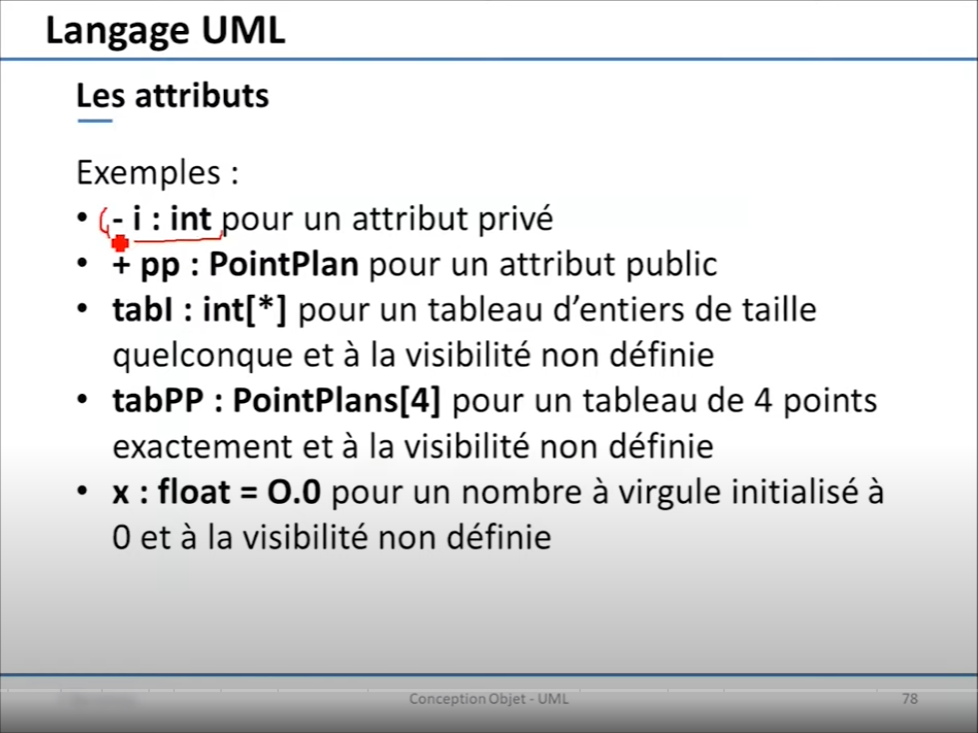 Langage UML
Les attributs
Exemples :
• - i : int pour un attribut privé
• + pp : PointPlan pour un attribut public
• tabI : int[*] pour un tableau d’entiers de taille
quelconque et à la visibilité non définie
• tabPP : PointPlans[4] pour un tableau de 4 points
exactement et à la visibilité non définie
• x : float = O.0 pour un nombre à virgule initialisé à
0 et à la visibilité non définie
Conception Objet - UML
78